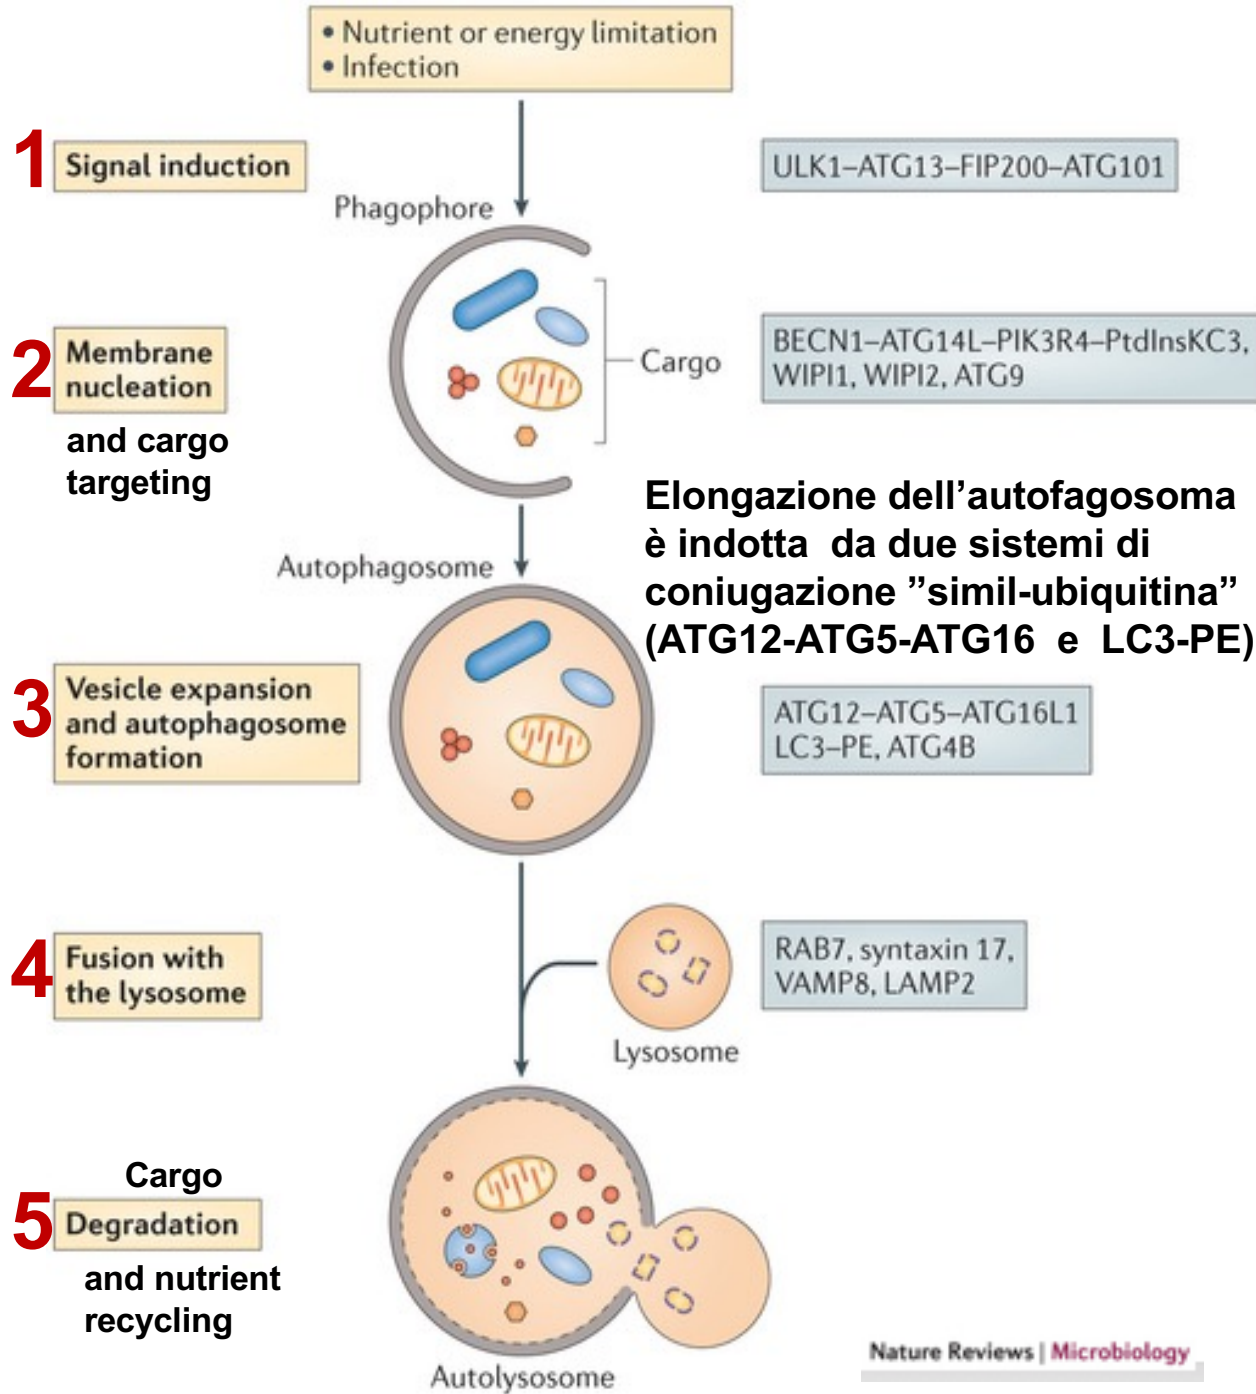 • Nutrient or energy limitation
• Infection
1
Signal induction
ULK1–ATG13–FIP200–ATG101
Phagophore
2
Membrane
nucleation
and cargo
targeting
Cargo
BECN1–ATG14L–PIK3R4–PtdInsKC3,
WIPI1, WIPI2, ATG9
Elongazione dell’autofagosoma
è indotta da due sistemi di
coniugazione ”simil-ubiquitina”
(ATG12-ATG5-ATG16 e LC3-PE)
Autophagosome
3
Vesicle expansion
and autophagosome
formation
ATG12–ATG5–ATG16L1
LC3–PE, ATG4B
4
Fusion with
the lysosome
RAB7, syntaxin 17,
VAMP8, LAMP2
Lysosome
Cargo
5
Degradation
and nutrient
recycling
Autolysosome
Nature Reviews | Microbiology